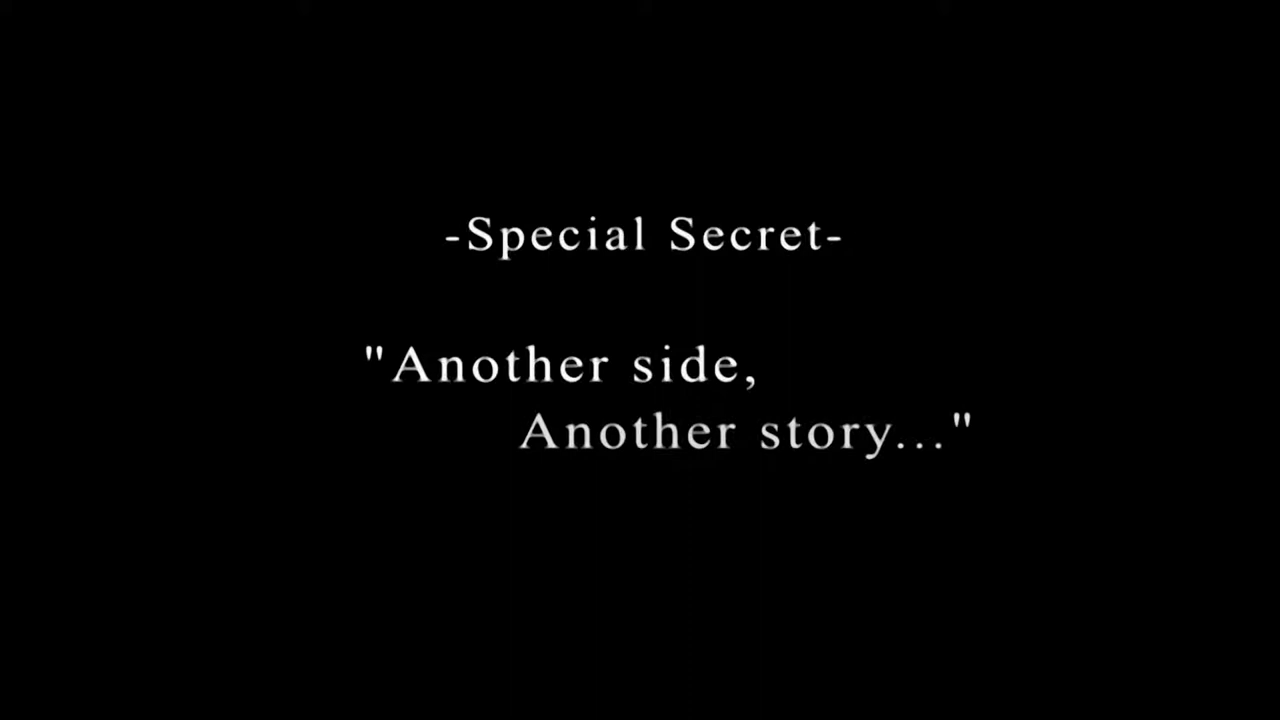 -Special Secret-
"Another side,
Another story..."